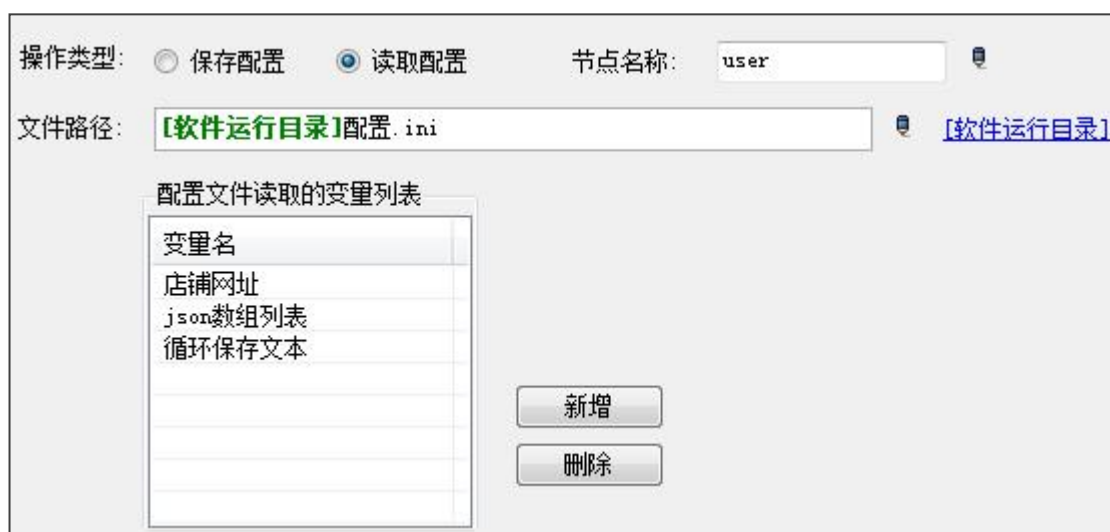 操作类型: 保存配置 读取配置 节点名称: user
文件路径: [软件运行目录]配置.ini [软件运行目录]
配置文件读取的变量列表
变量名
店铺网址
json数组列表
循环保存文本
新增
删除